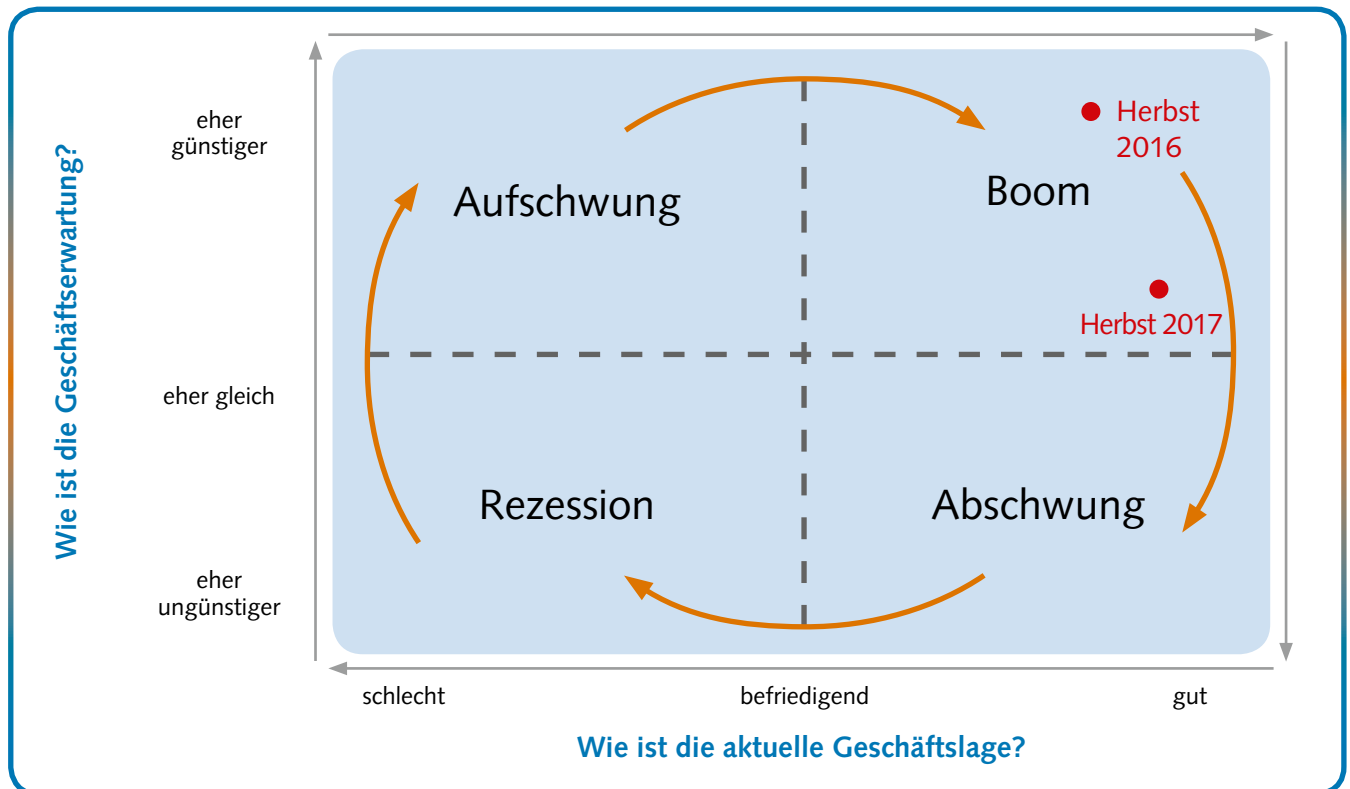 Wie ist die Geschäftserwartung?
eher
günstiger
eher gleich
eher
ungünstiger
Aufschwung
Boom
Herbst
2016
Herbst 2017
Rezession
Abschwung
schlecht
befriedigend
gut
Wie ist die aktuelle Geschäftslage?